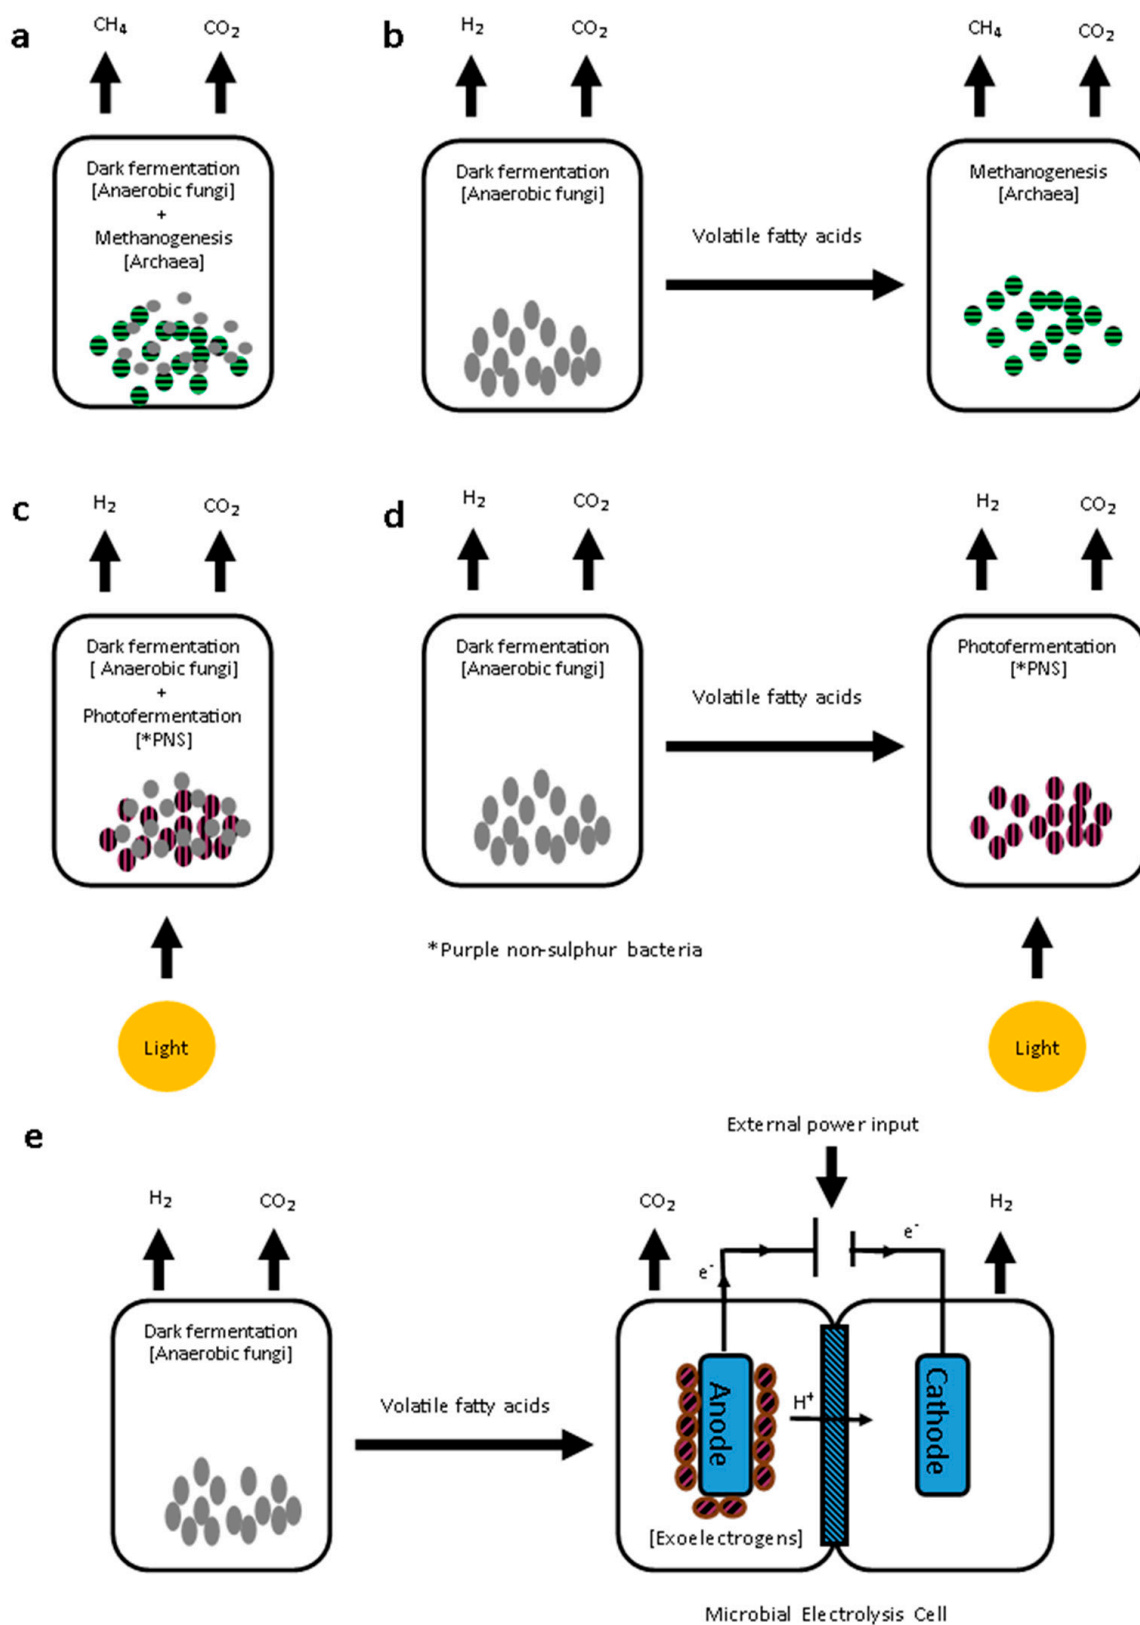 a
CH4
CO2
Dark fermentation
[Anaerobic fungi]
+
Methanogenesis
[Archaea]
b
H2
CO2
Dark fermentation
[Anaerobic fungi]
Volatile fatty acids
CH4
CO2
Methanogenesis
[Archaea]
c
H2
CO2
Dark fermentation
[ Anaerobic fungi]
+
Photofermentation
[*PNS]
Light
d
H2
CO2
Dark fermentation
[Anaerobic fungi]
Volatile fatty acids
H2
CO2
Photofermentation
[*PNS]
*Purple non-sulphur bacteria
Light
e
H2
CO2
Dark fermentation
[Anaerobic fungi]
Volatile fatty acids
External power input
CO2
H2
e-
e-
Anode
H+
Cathode
[Exoelectrogens]
Microbial Electrolysis Cell